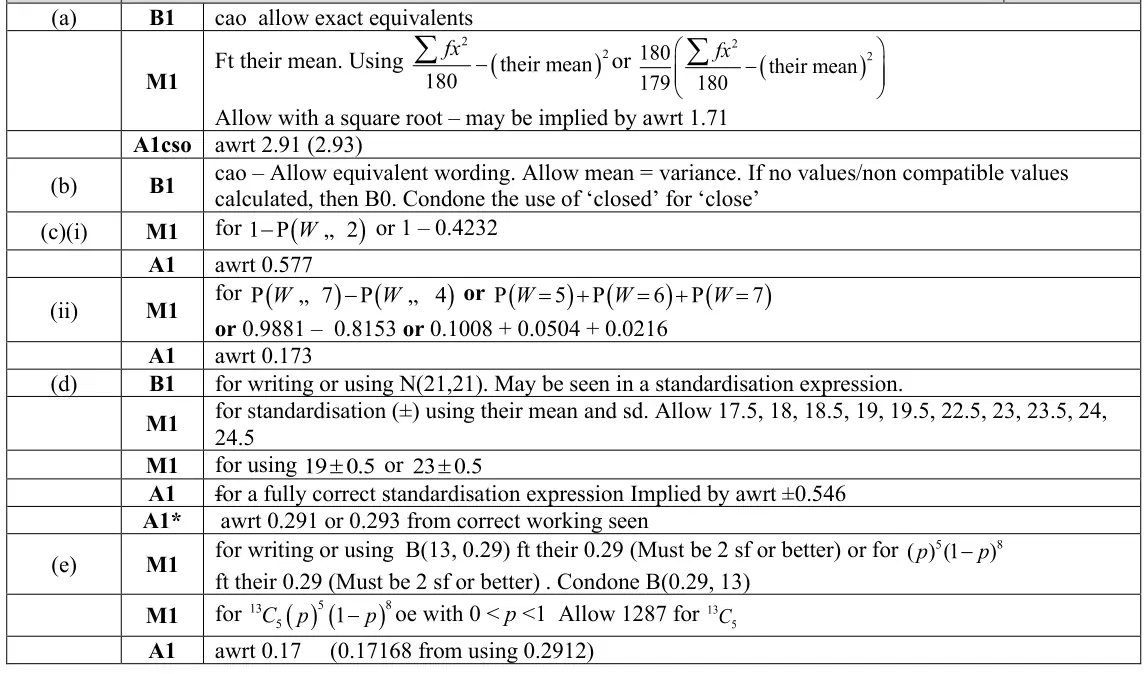 (a) B1 cao allow exact equivalents
Ft their mean. Using ∑fx²/180 − (their mean)² or 180/179 (∑fx²/180 − (their mean)²)
M1
Allow with a square root – may be implied by awrt 1.71
A1cso awrt 2.91 (2.93)
(b) B1 cao – Allow equivalent wording. Allow mean = variance. If no values/non compatible values
calculated, then B0. Condone the use of ‘closed’ for ‘close’
(c)(i) M1 for 1−P(W ,, 2) or 1 – 0.4232
A1 awrt 0.577
(ii) M1 for P(W ,, 7)−P(W ,, 4) or P(W=5)+P(W=6)+P(W=7)
or 0.9881 – 0.8153 or 0.1008 + 0.0504 + 0.0216
A1 awrt 0.173
(d) B1 for writing or using N(21,21). May be seen in a standardisation expression.
M1 for standardisation (±) using their mean and sd. Allow 17.5, 18, 18.5, 19, 19.5, 22.5, 23, 23.5, 24,
24.5
M1 for using 19±0.5 or 23±0.5
A1 for a fully correct standardisation expression Implied by awrt ±0.546
A1* awrt 0.291 or 0.293 from correct working seen
(e) M1 for writing or using B(13, 0.29) ft their 0.29 (Must be 2 sf or better) or for (p)⁵(1−p)⁸
ft their 0.29 (Must be 2 sf or better) . Condone B(0.29, 13)
M1 for ¹³C₅(p)⁵(1−p)⁸ oe with 0 < p <1 Allow 1287 for ¹³C₅
A1 awrt 0.17 (0.17168 from using 0.2912)